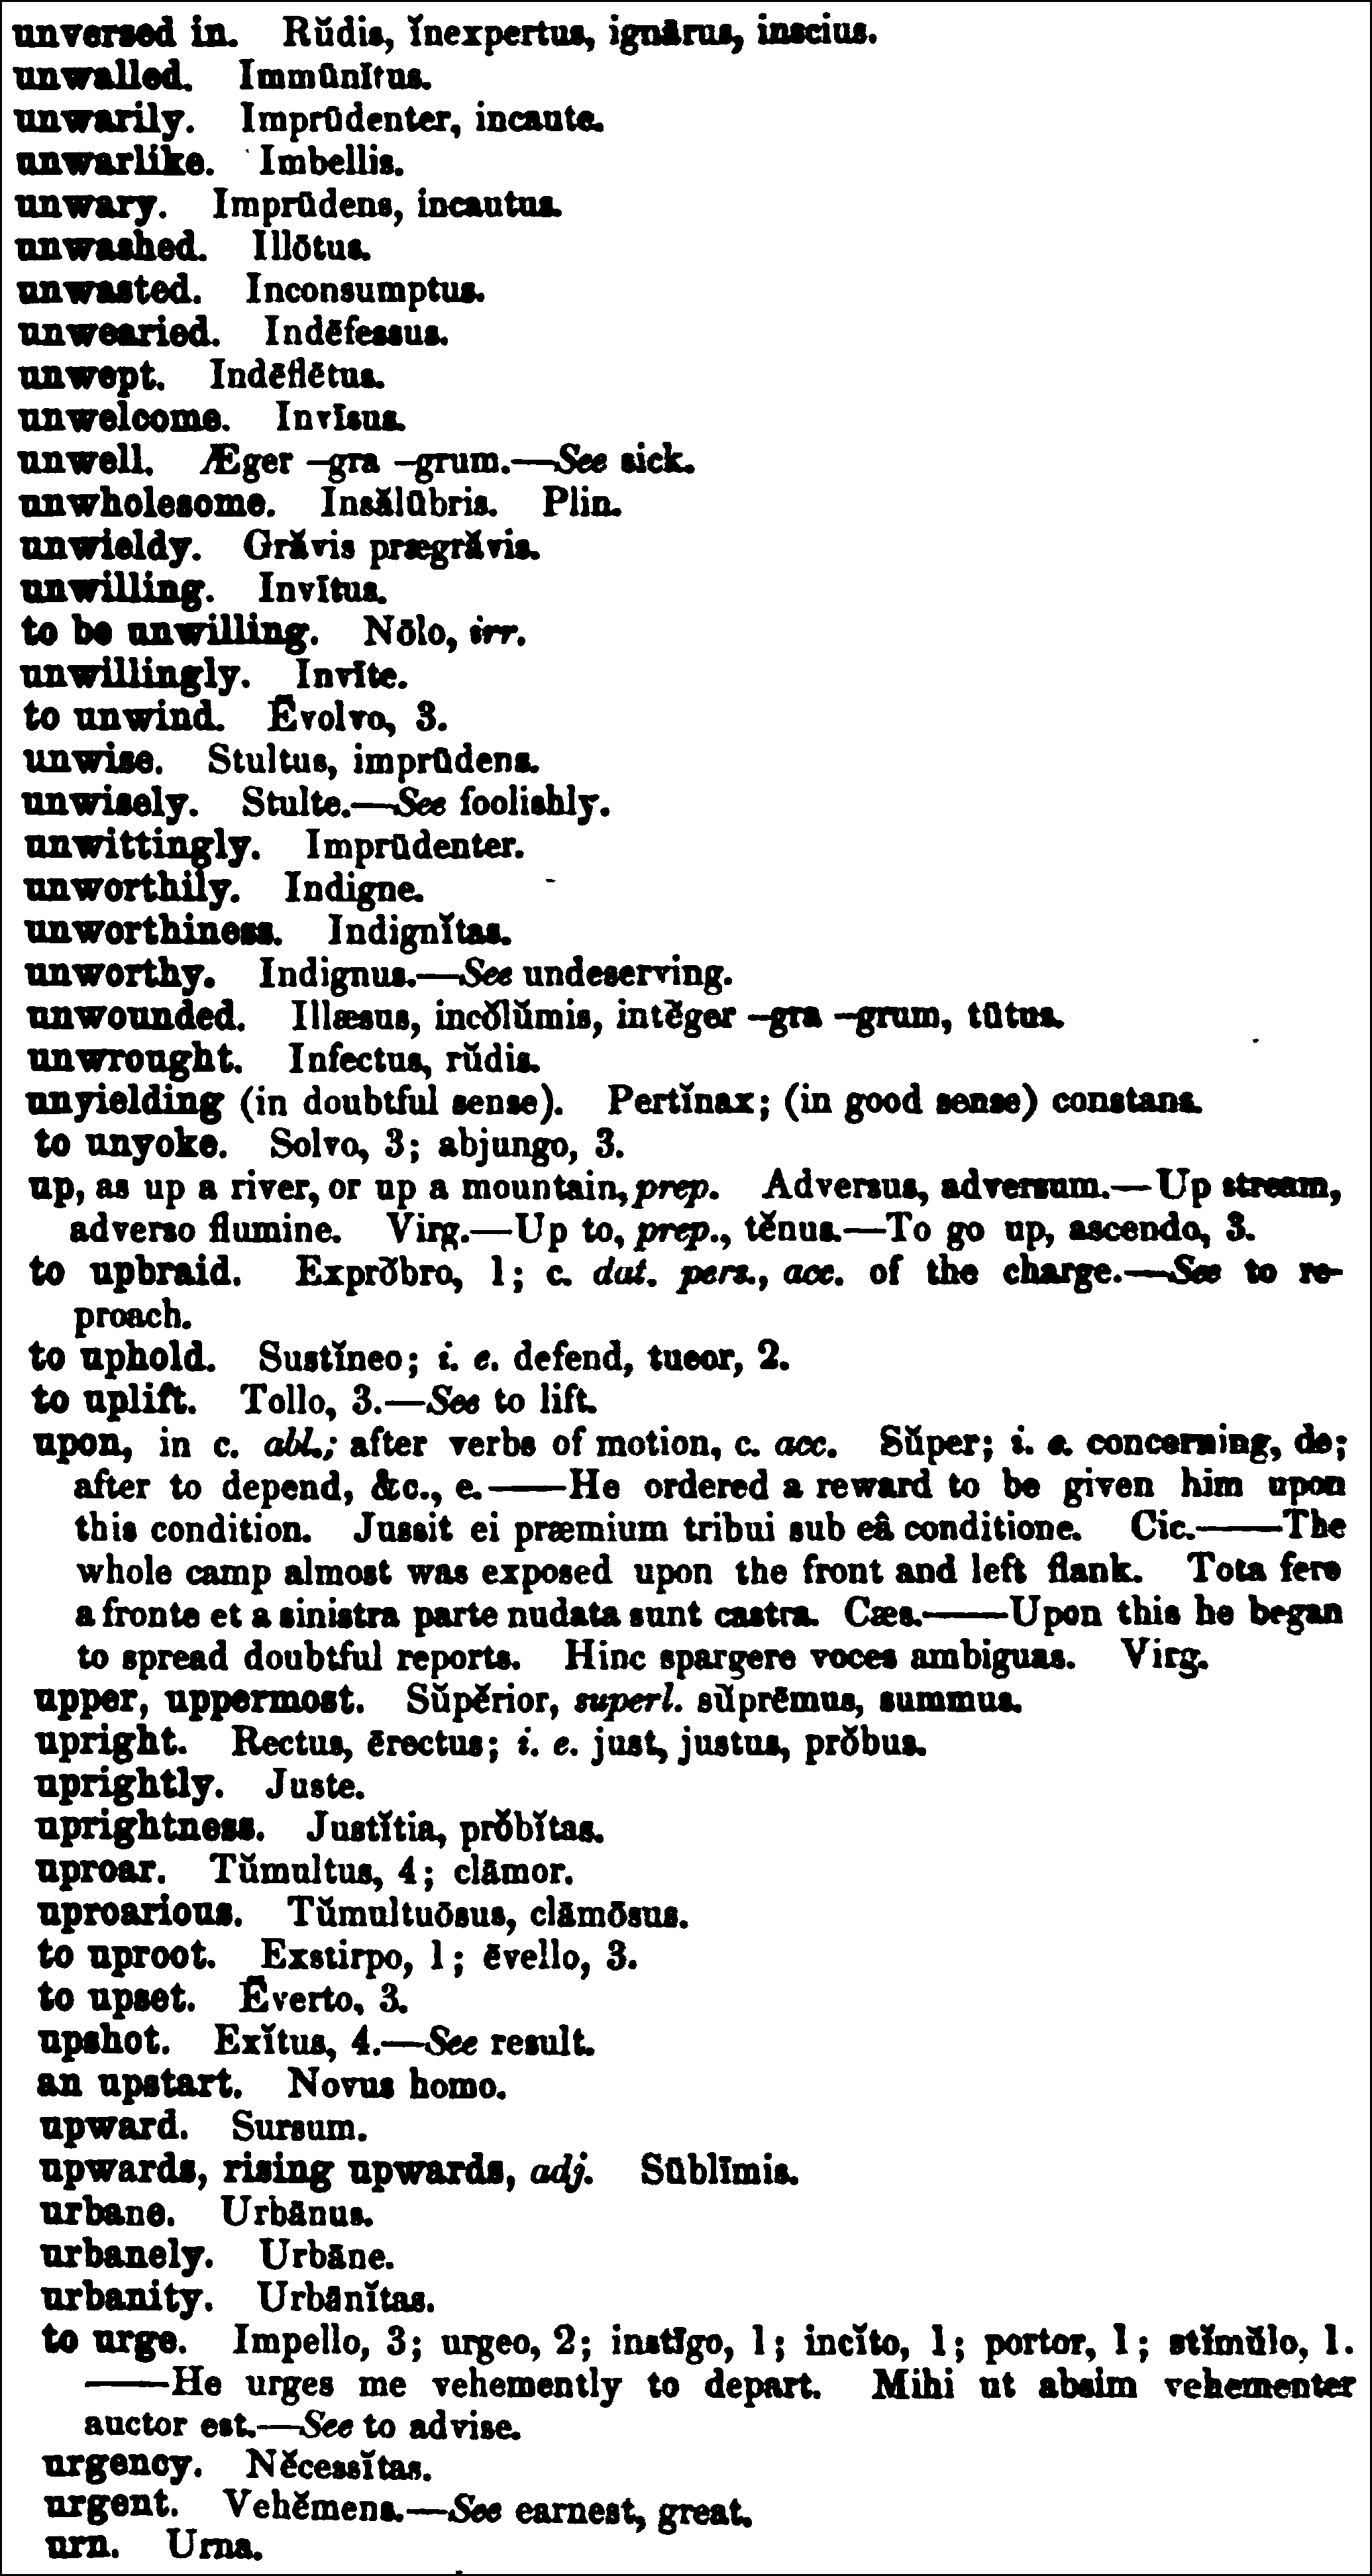 unversed in. Rŭdis, ĭnexpertus, ignārus, inscius.
unwalled. Immūnītus.
unwarily. Imprūdenter, incaute.
unwarlike. Imbellis.
unwary. Imprūdens, incautus.
unwashed. Illōtus.
unwasted. Inconsumptus.
unwearied. Indēfessus.
unwept. Indēflētus.
unwelcome. Invīsus.
unwell. Æger –gra –grum.—See sick.
unwholesome. Insălūbris. Plin.
unwieldy. Grăvis prægrăvis.
unwilling. Invītus.
to be unwilling. Nōlo, irr.
unwillingly. Invīte.
to unwind. Ēvolvo, 3.
unwise. Stultus, imprūdens.
unwisely. Stulte.—See foolishly.
unwittingly. Imprūdenter.
unworthily. Indigne.
unworthiness. Indignĭtas.
unworthy. Indignus.—See undeserving.
unwounded. Illæsus, incŏlŭmis, intĕger –gra –grum, tūtus.
unwrought. Infectus, rŭdis.
unyielding (in doubtful sense). Pertĭnax; (in good sense) constans.
to unyoke. Solvo, 3; abjungo, 3.
up, as up a river, or up a mountain, prep. Adversus, adversum.—Up stream,
adverso flumine. Virg.—Up to, prep., tĕnus.—To go up, ascendo, 3.
to upbraid. Exprŏbro, 1; c. dat. pers., acc. of the charge.—See to re-
proach.
to uphold. Sustĭneo; i. e. defend, tueor, 2.
to uplift. Tollo, 3.—See to lift.
upon, in c. abl.; after verbs of motion, c. acc. Sŭper; i. e. concerning, de;
after to depend, &c., e.——He ordered a reward to be given him upon
this condition. Jussit ei præmium tribui sub eâ conditione. Cic.——The
whole camp almost was exposed upon the front and left flank. Tota fere
a fronte et a sinistra parte nudata sunt castra. Cæs.——Upon this he began
to spread doubtful reports. Hinc spargere voces ambiguas. Virg.
upper, uppermost. Sŭpĕrior, superl. sŭprēmus, summus.
upright. Rectus, ērectus; i. e. just, justus, prŏbus.
uprightly. Juste.
uprightness. Justĭtia, prŏbĭtas.
uproar. Tŭmultus, 4; clāmor.
uproarious. Tŭmultuōsus, clāmōsus.
to uproot. Exstirpo, 1; ēvello, 3.
to upset. Ēverto, 3.
upshot. Exĭtus, 4.—See result.
an upstart. Novus homo.
upward. Sursum.
upwards, rising upwards, adj. Sūblīmis.
urbane. Urbānus.
urbanely. Urbāne.
urbanity. Urbānĭtas.
to urge. Impello, 3; urgeo, 2; instīgo, 1; incĭto, 1; portor, 1; stĭmŭlo, 1.
——He urges me vehemently to depart. Mihi ut absim vehementer
auctor est.—See to advise.
urgency. Nĕcessĭtas.
urgent. Vehĕmens.—See earnest, great.
urn. Urna.